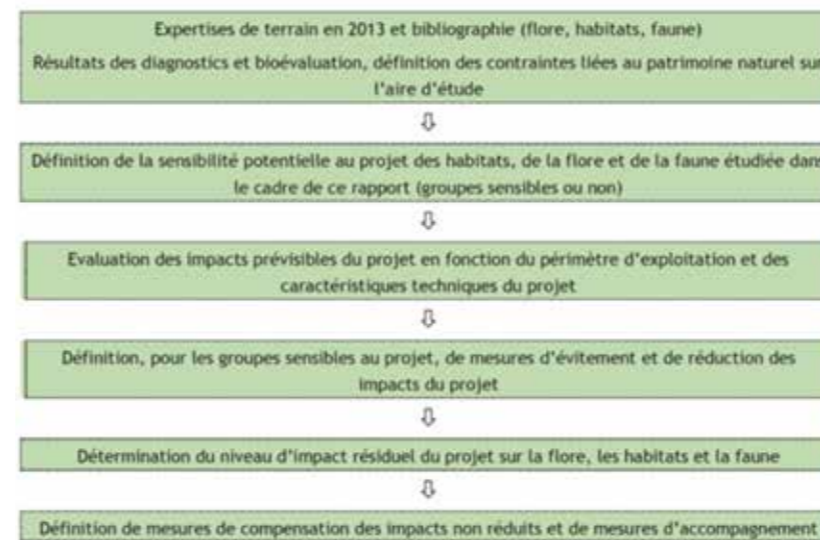 Expertises de terrain en 2013 et bibliographie (flore, habitats, faune)
Résultats des diagnostics et bioévaluation, définition des contraintes liées au patrimoine naturel sur
l'aire d'étude
Définition de la sensibilité potentielle au projet des habitats, de la flore et de la faune étudiée dans
le cadre de ce rapport (groupes sensibles ou non)
Evaluation des impacts prévisibles du projet en fonction du périmètre d'exploitation et des
caractéristiques techniques du projet
Définition, pour les groupes sensibles au projet, de mesures d'évitement et de réduction des
impacts du projet
Détermination du niveau d'impact résiduel du projet sur la flore, les habitats et la faune
Définition de mesures de compensation des impacts non réduits et de mesures d'accompagnement